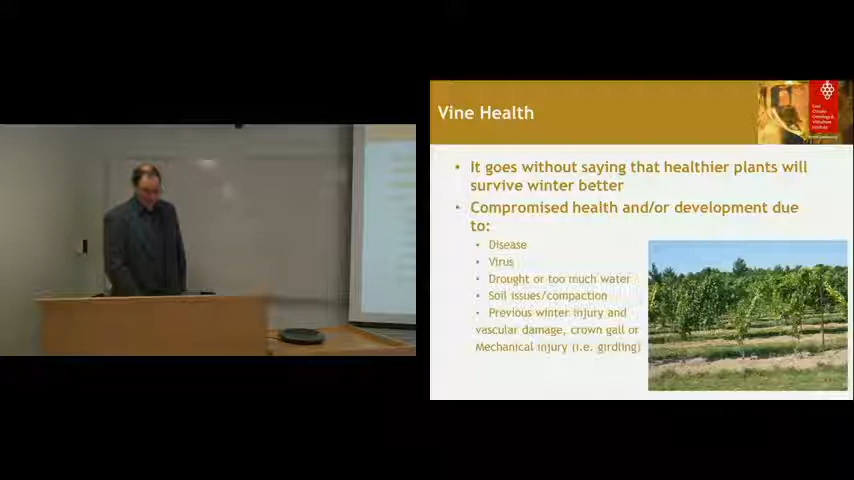 Vine Health
• It goes without saying that healthier plants will
survive winter better
• Compromised health and/or development due
to:
• Disease
• Virus
• Drought or too much water
• Soil issues/compaction
• Previous winter injury and
vascular damage, crown gall or
Mechanical injury (i.e. girdling)